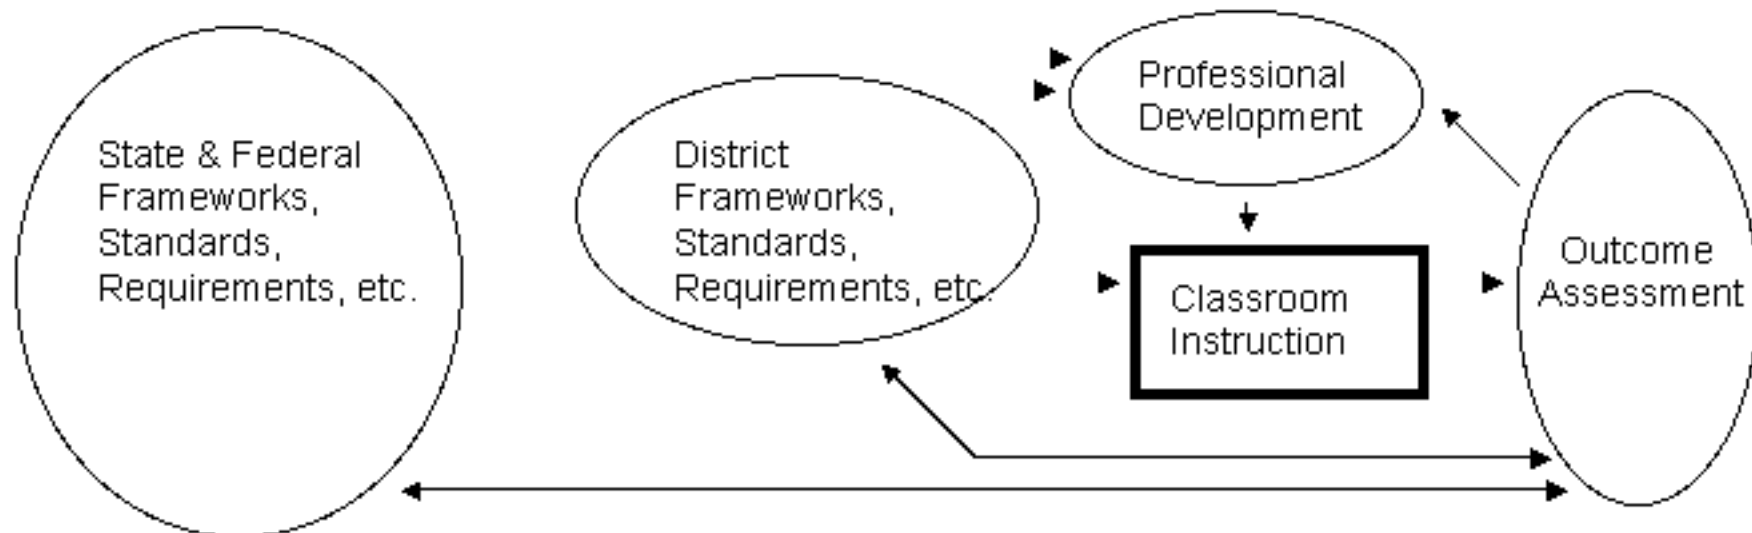 State & Federal
Frameworks,
Standards,
Requirements, etc.
District
Frameworks,
Standards,
Requirements, etc.
Professional
Development
Classroom
Instruction
Outcome
Assessment